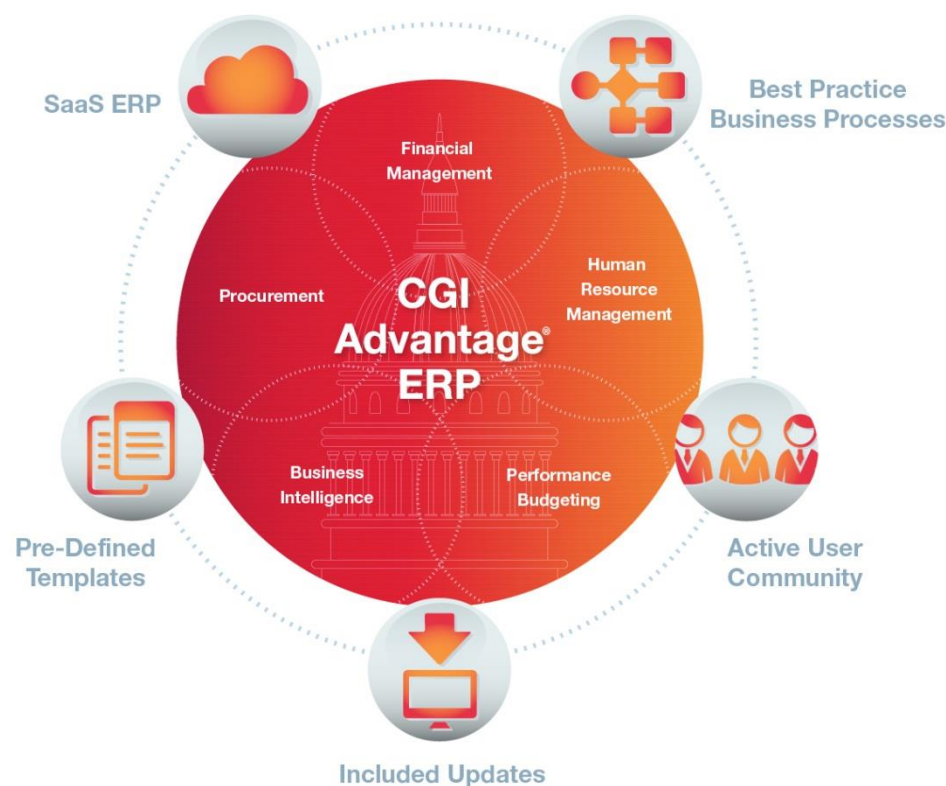 SaaS ERP
Best Practice
Business Processes
Financial
Management
Procurement
Human
Resource
Management
CGI
Advantage®
ERP
Business
Intelligence
Performance
Budgeting
Pre-Defined
Templates
Active User
Community
Included Updates